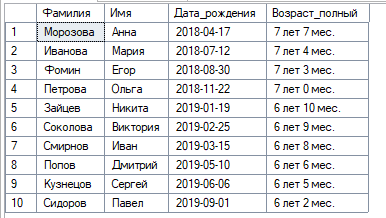 Фамилия Имя Дата_рождения Возраст_полный
1 Морозова Анна 2018-04-17 7 лет 7 мес.
2 Иванова Мария 2018-07-12 7 лет 4 мес.
3 Фомин Егор 2018-08-30 7 лет 3 мес.
4 Петрова Ольга 2018-11-22 7 лет 0 мес.
5 Зайцев Никита 2019-01-19 6 лет 10 мес.
6 Соколова Виктория 2019-02-25 6 лет 9 мес.
7 Смирнов Иван 2019-03-15 6 лет 8 мес.
8 Попов Дмитрий 2019-05-10 6 лет 6 мес.
9 Кузнецов Сергей 2019-06-06 6 лет 5 мес.
10 Сидоров Павел 2019-09-01 6 лет 2 мес.